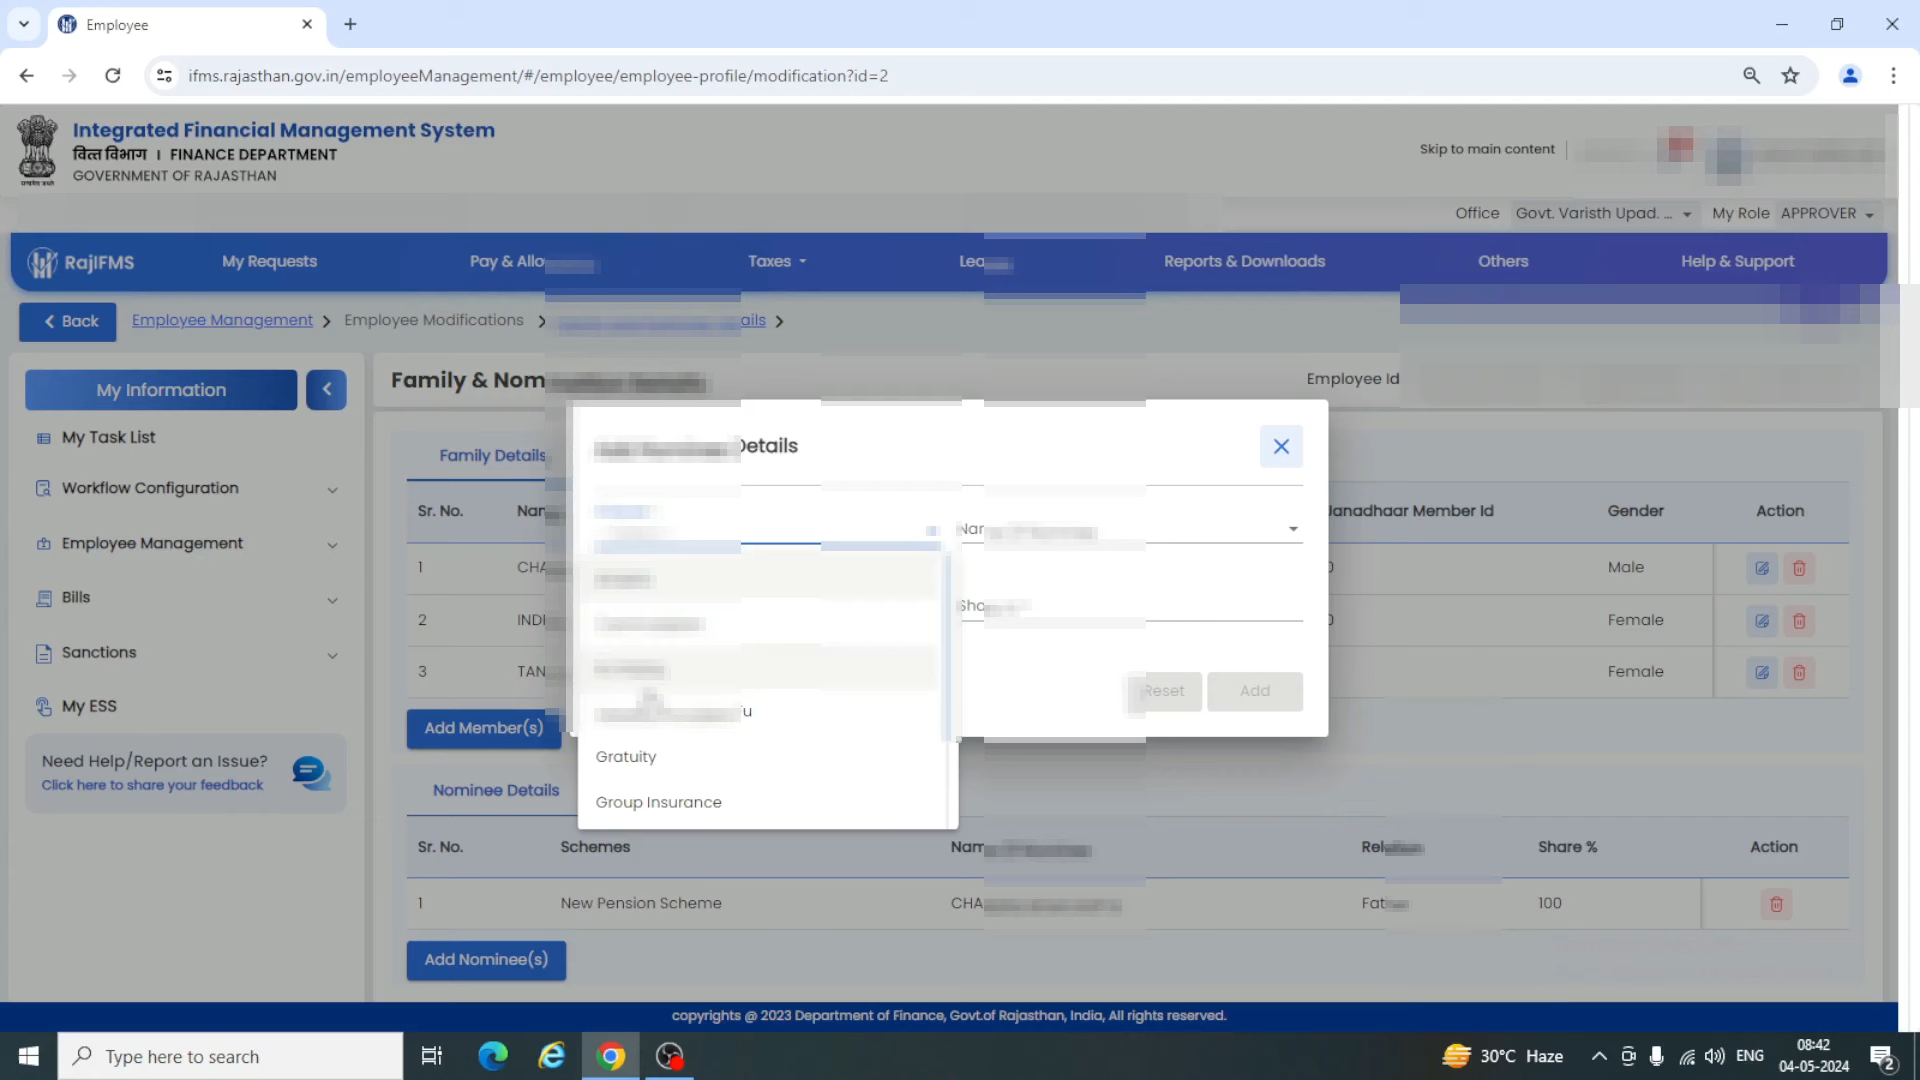 Employee
ifms.rajasthan.gov.in/employeeManagement/#/employee/employee-profile/modification?id=2
Integrated Financial Management System
वित्त विभाग | FINANCE DEPARTMENT
GOVERNMENT OF RAJASTHAN
Skip to main content
Office Govt. Varisth Upad. ... My Role APPROVER
RajIFMS My Requests Pay & Taxes Reports & Downloads Others Help & Support
Back Employee Management Employee Modifications
My Information
Family & Employee Id
My Task List
Details
Family Details
Workflow Configuration
Sr. No. Janadhaar Member Id Gender Action
Employee Management
1 Male
Bills
2 Female
Sanctions
3 Female
Reset Add
My ESS
Add Member(s)
Need Help/Report an Issue?
Click here to share your feedback
Gratuity
Group Insurance
Nominee Details
Sr. No. Schemes Share % Action
1 New Pension Scheme 100
Add Nominee(s)
copyrights @ 2023 Department of Finance, Govt.of Rajasthan, India, All rights reserved.
Type here to search
30°C Haze ENG
08:42
04-05-2024
2